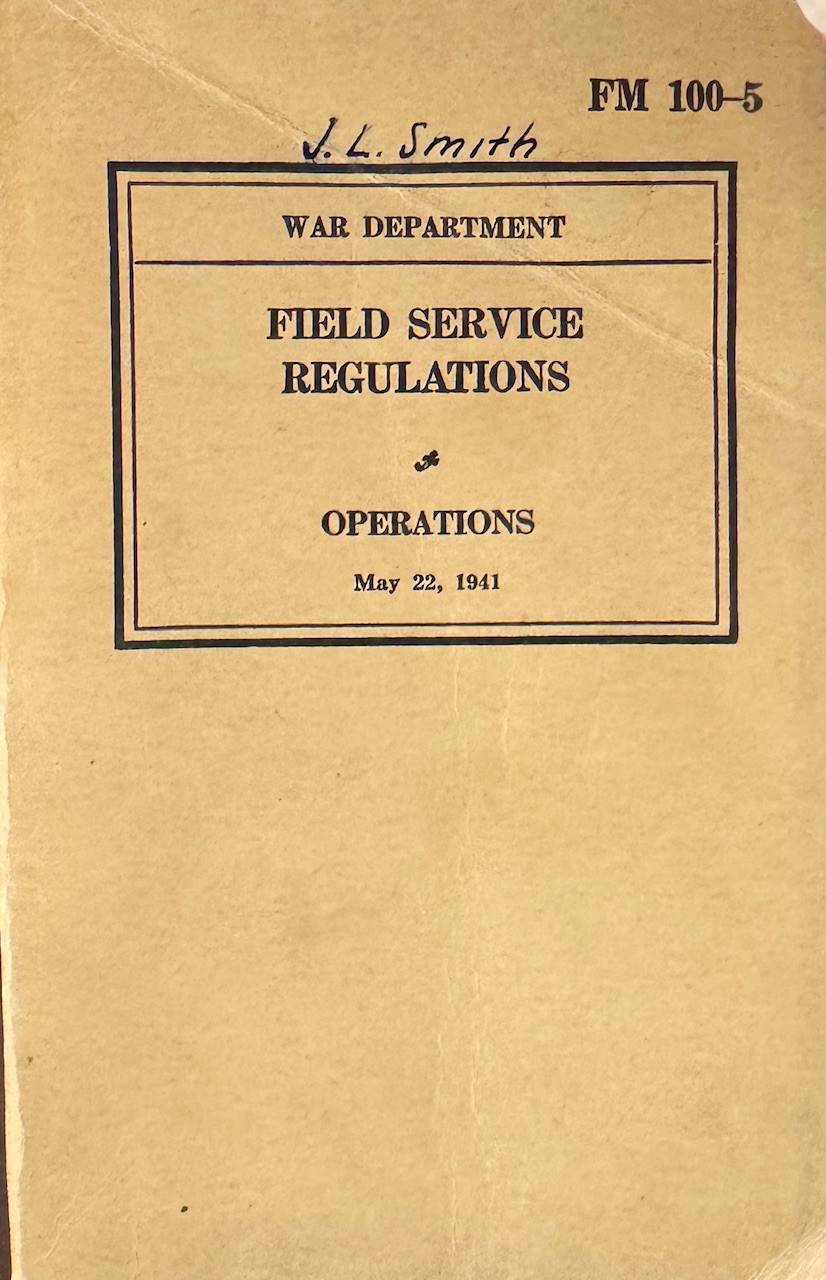 FM 100–5
J. L. Smith
WAR DEPARTMENT
FIELD SERVICE
REGULATIONS
OPERATIONS
May 22, 1941